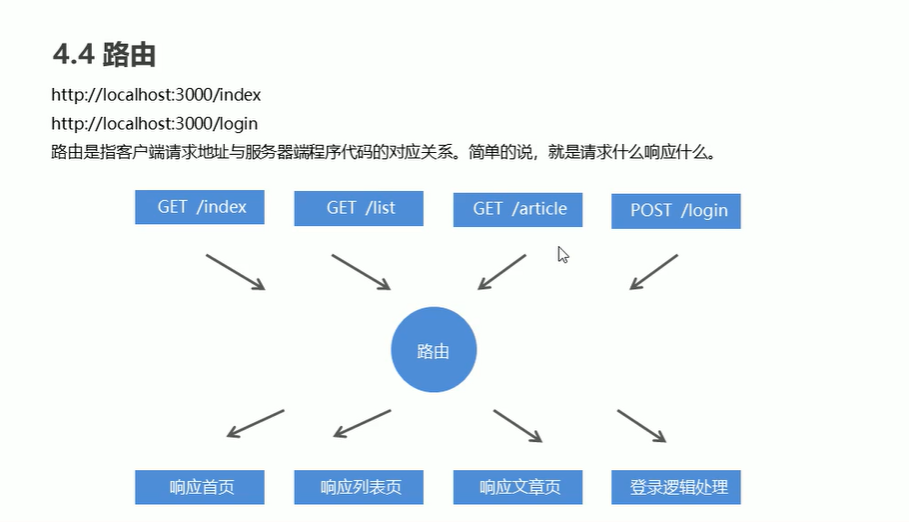 4.4 路由
http://localhost:3000/index
http://localhost:3000/login
路由是指客户端请求地址与服务器端程序代码的对应关系。简单的说，就是请求什么响应什么。
GET /index
GET /list
GET /article
POST /login
路由
响应首页
响应列表页
响应文章页
登录逻辑处理